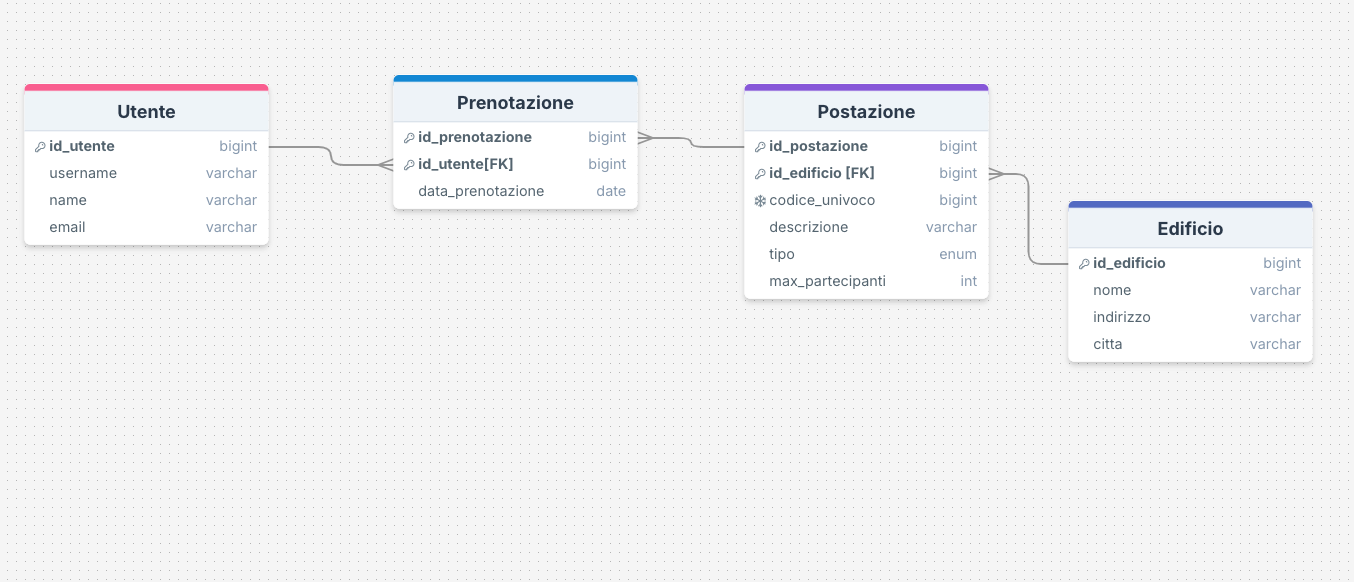 Utente
id_utente bigint
username varchar
name varchar
email varchar
Prenotazione
id_prenotazione bigint
id_utente[FK] bigint
data_prenotazione date
Postazione
id_postazione bigint
id_edificio [FK] bigint
codice_univoco bigint
descrizione varchar
tipo enum
max_partecipanti int
Edificio
id_edificio bigint
nome varchar
indirizzo varchar
citta varchar